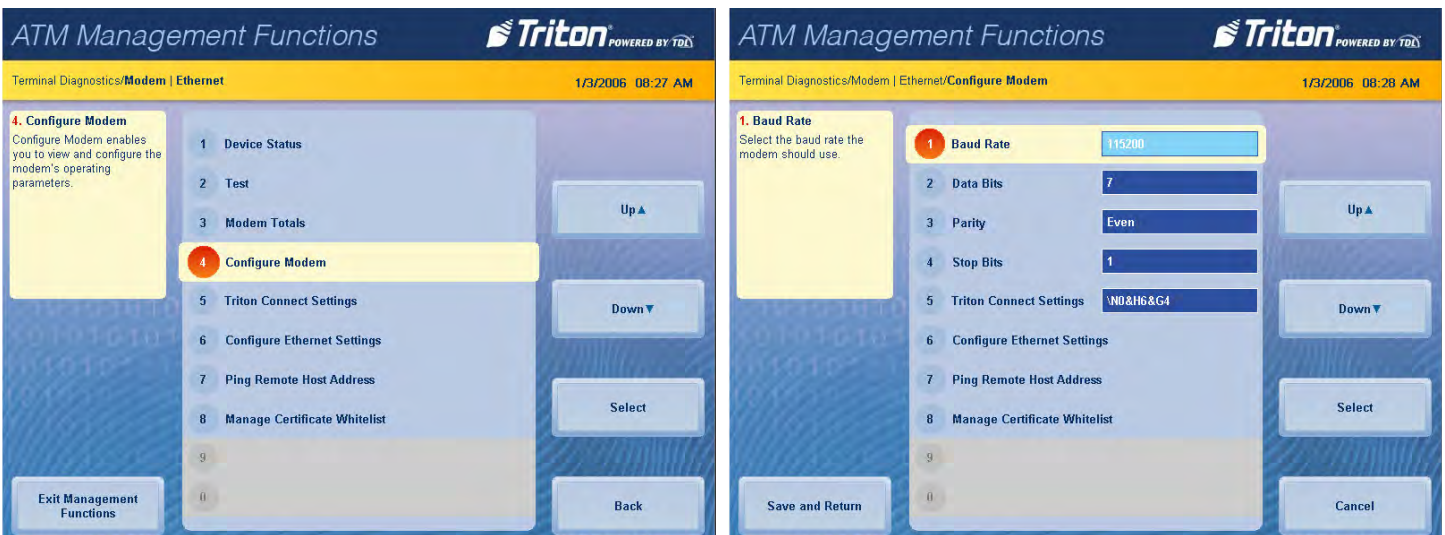 ATM Management Functions
Triton POWERED BY TDL
Terminal Diagnostics/Modem | Ethernet
1/3/2006 08:27 AM
4. Configure Modem
Configure Modem enables
you to view and configure the
modem's operating
parameters.
1 Device Status
2 Test
3 Modem Totals
4 Configure Modem
5 Triton Connect Settings
6 Configure Ethernet Settings
7 Ping Remote Host Address
8 Manage Certificate Whitelist
9
0
Up▲
Down▼
Select
Back
Exit Management
Functions
ATM Management Functions
Triton POWERED BY TDL
Terminal Diagnostics/Modem | Ethernet/Configure Modem
1/3/2006 08:28 AM
1. Baud Rate
Select the baud rate the
modem should use.
1 Baud Rate 115200
2 Data Bits 7
3 Parity Even
4 Stop Bits 1
5 Triton Connect Settings \N0&H6&G4
6 Configure Ethernet Settings
7 Ping Remote Host Address
8 Manage Certificate Whitelist
9
0
Up▲
Down▼
Select
Cancel
Save and Return